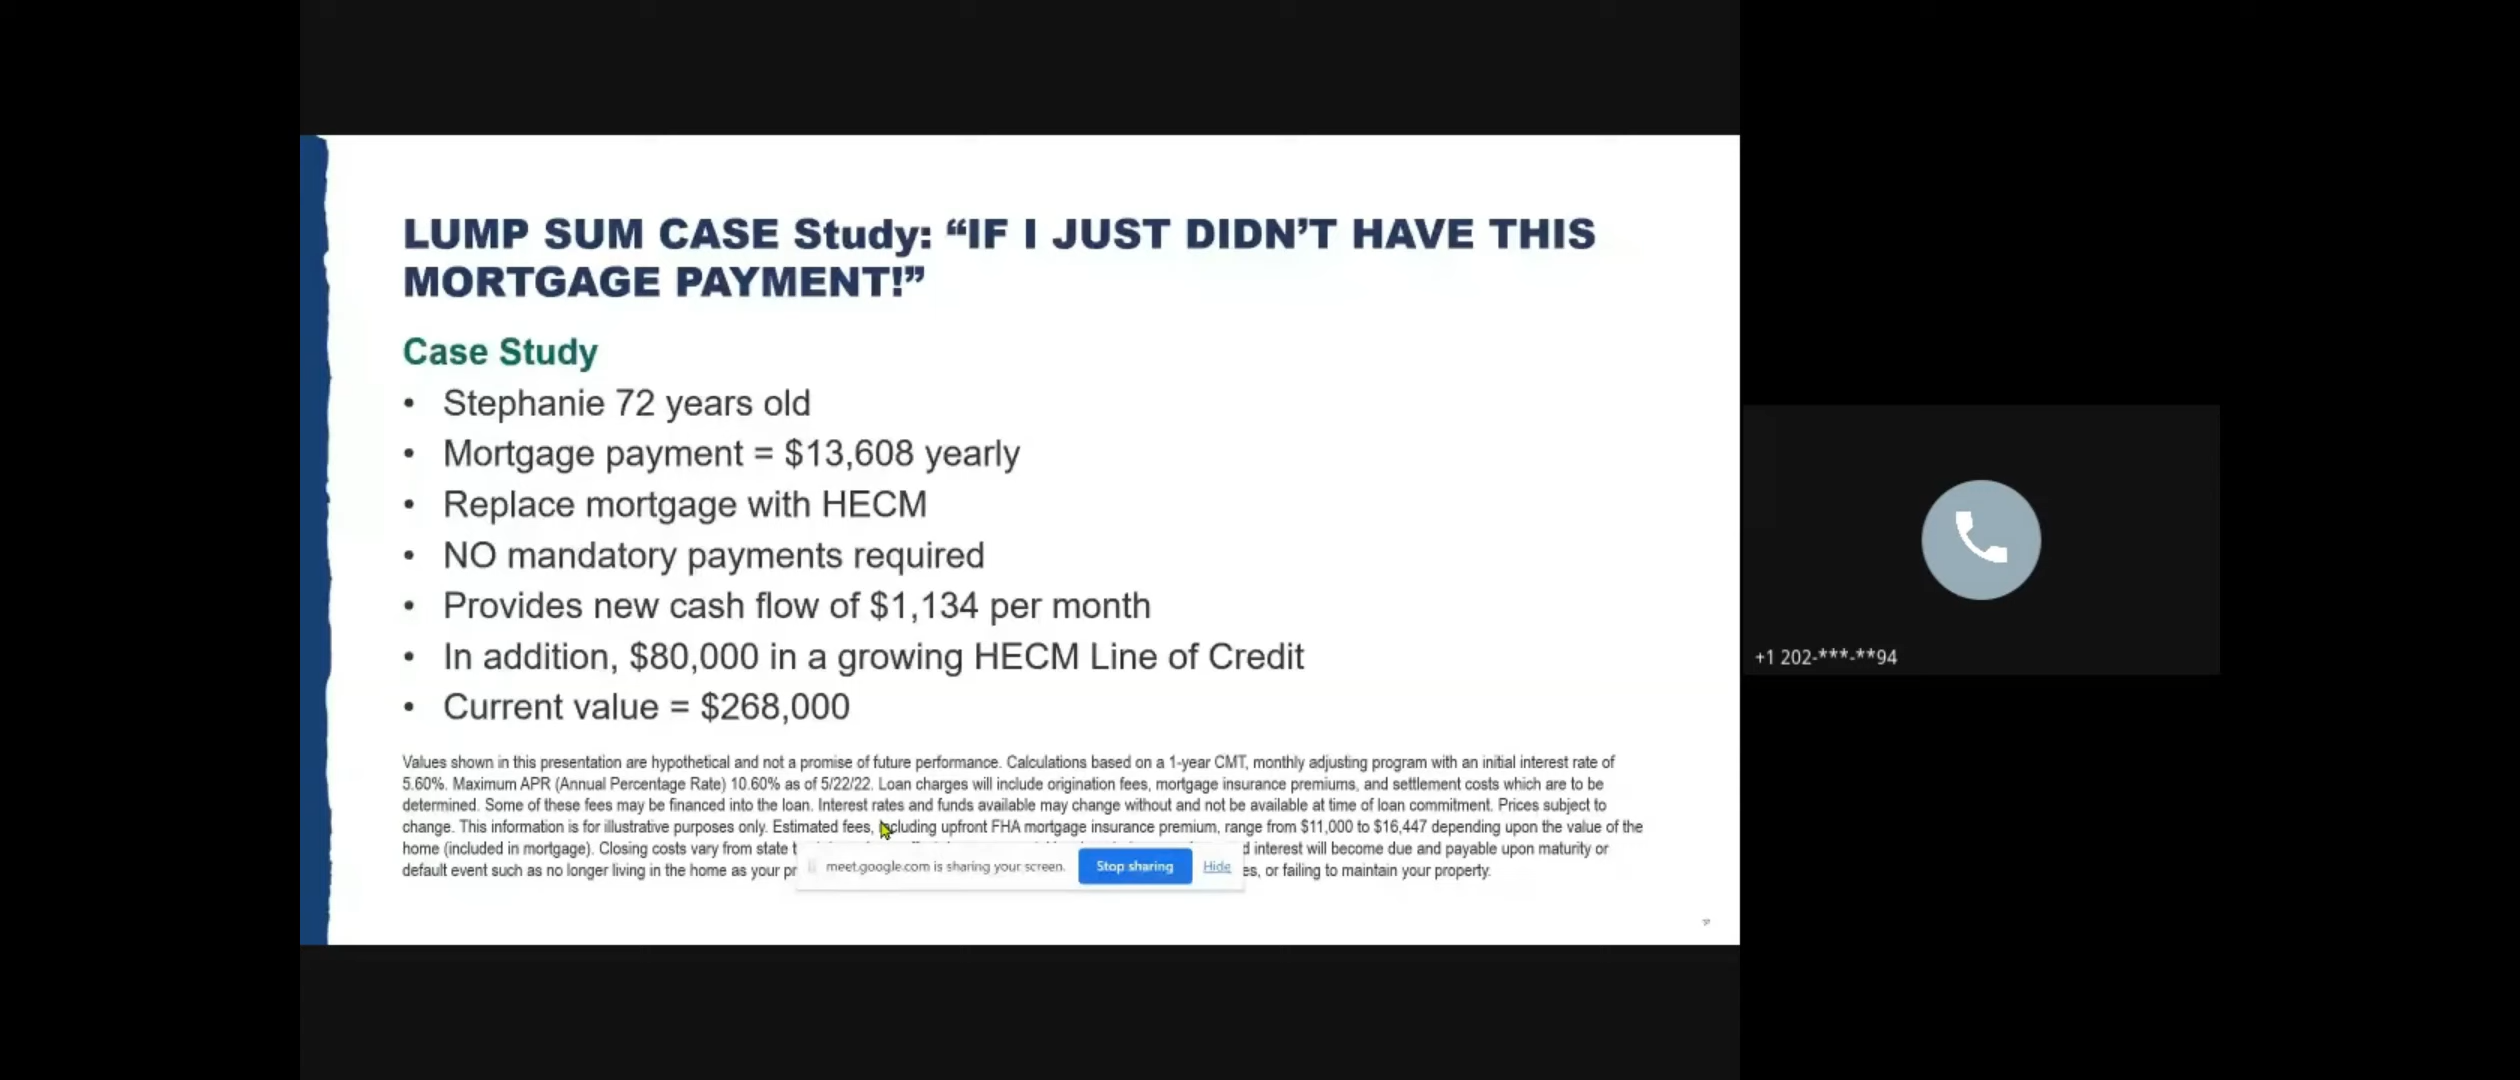 LUMP SUM CASE Study: “IF I JUST DIDN’T HAVE THIS
MORTGAGE PAYMENT!”
Case Study
• Stephanie 72 years old
• Mortgage payment = $13,608 yearly
• Replace mortgage with HECM
• NO mandatory payments required
• Provides new cash flow of $1,134 per month
• In addition, $80,000 in a growing HECM Line of Credit
• Current value = $268,000
Values shown in this presentation are hypothetical and not a promise of future performance. Calculations based on a 1-year CMT, monthly adjusting program with an initial interest rate of
5.60%. Maximum APR (Annual Percentage Rate) 10.60% as of 5/22/22. Loan charges will include origination fees, mortgage insurance premiums, and settlement costs which are to be
determined. Some of these fees may be financed into the loan. Interest rates and funds available may change without and not be available at time of loan commitment. Prices subject to
change. This information is for illustrative purposes only. Estimated fees, including upfront FHA mortgage insurance premium, range from $11,000 to $16,447 depending upon the value of the
home (included in mortgage). Closing costs vary from state interest will become due and payable upon maturity or
default event such as no longer living in the home as your or failing to maintain your property.
meet.google.com is sharing your screen. Stop sharing Hide
+1 202-***-**94